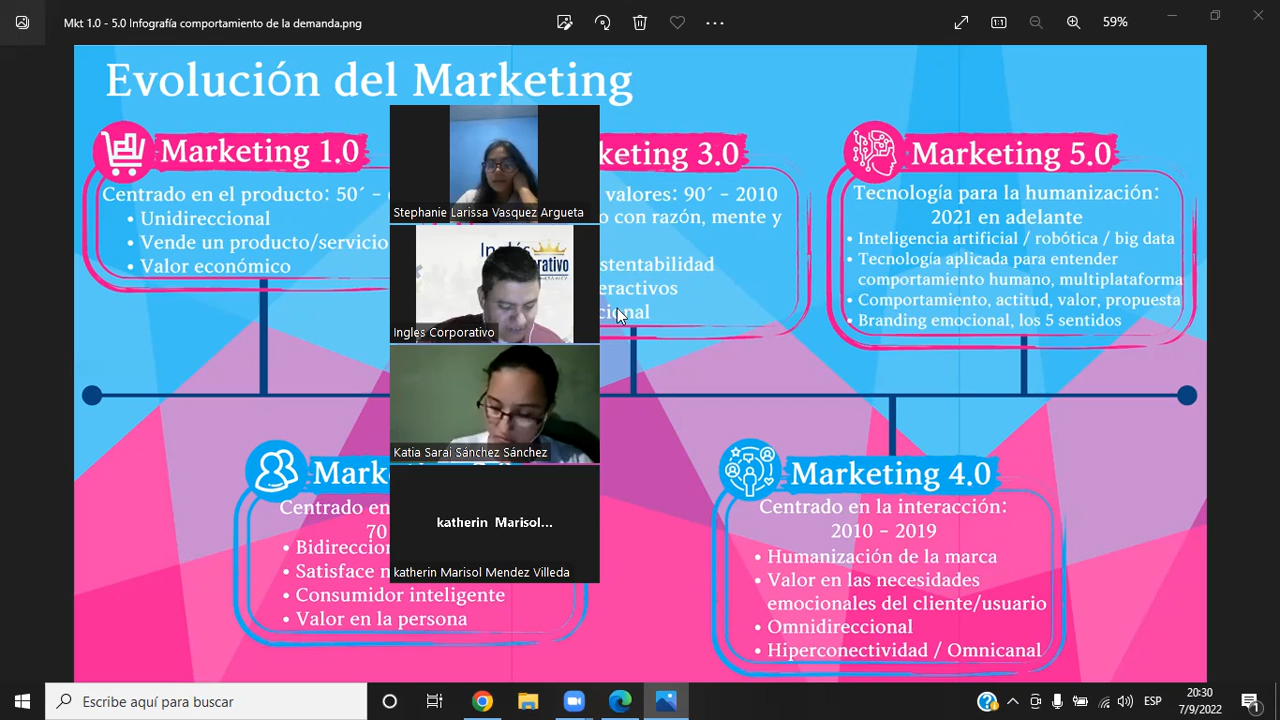 Mkt 1.0 - 5.0 Infografía comportamiento de la demanda.png
59%
Evolución del Marketing
Marketing 1.0
Centrado en el producto: 50´ -
• Unidireccional
• Vende un producto/servicio
• Valor económico
keting 3.0
valores: 90´ - 2010
o con razón, mente y
stentabilidad
eractivos
cional
Marketing 5.0
Tecnología para la humanización:
2021 en adelante
• Inteligencia artificial / robótica / big data
• Tecnología aplicada para entender
comportamiento humano, multiplataforma
• Comportamiento, actitud, valor, propuesta
• Branding emocional, los 5 sentidos
Stephanie Larissa Vasquez Argueta
Ingles Corporativo
Katia Sarai Sánchez Sánchez
katherin Marisol...
katherin Marisol Mendez Villeda
Mark
Centrado en
70
• Bidireccion
• Satisface n
• Consumidor inteligente
• Valor en la persona
Marketing 4.0
Centrado en la interacción:
2010 - 2019
• Humanización de la marca
• Valor en las necesidades
emocionales del cliente/usuario
• Omnidireccional
• Hiperconectividad / Omnicanal
Escribe aquí para buscar
ESP
20:30
7/9/2022
1